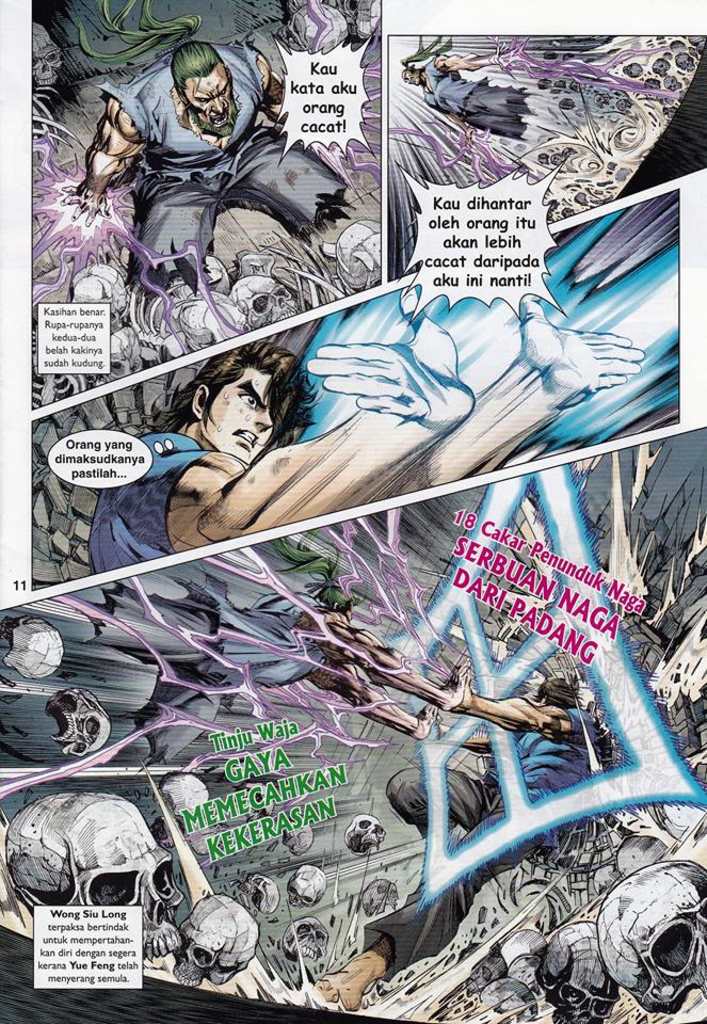 Kau
kata aku
orang
cacat!
Kasihan benar.
Rupa-rupanya
kedua-dua
belah kakinya
sudah kudung.
Kau dihantar
oleh orang itu
akan lebih
cacat daripada
aku ini nanti!
Orang yang
dimaksudkanya
pastilah...
11
18 Cakar Penunduk Naga
SERBUAN NAGA
DARI PADANG
Tinju Waja
GAYA
MEMECAHKAN
KEKERASAN
Wong Siu Long
terpaksa bertindak
untuk mempertahan-
kan diri dengan segera
kerana Yue Feng telah
menyerang semula.